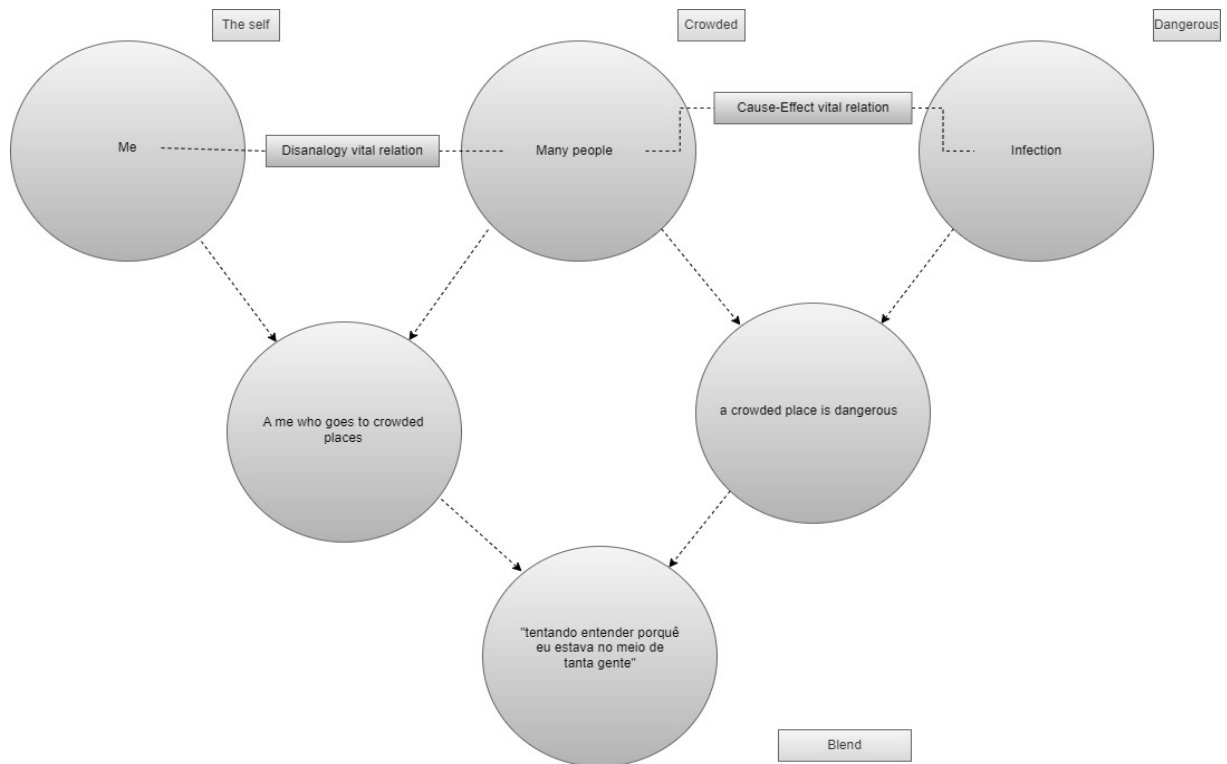 The self
Crowded
Dangerous
Cause-Effect vital relation
Me
Disanalogy vital relation
Many people
Infection
A me who goes to crowded
places
a crowded place is dangerous
"tentando entender porquê
eu estava no meio de
tanta gente"
Blend